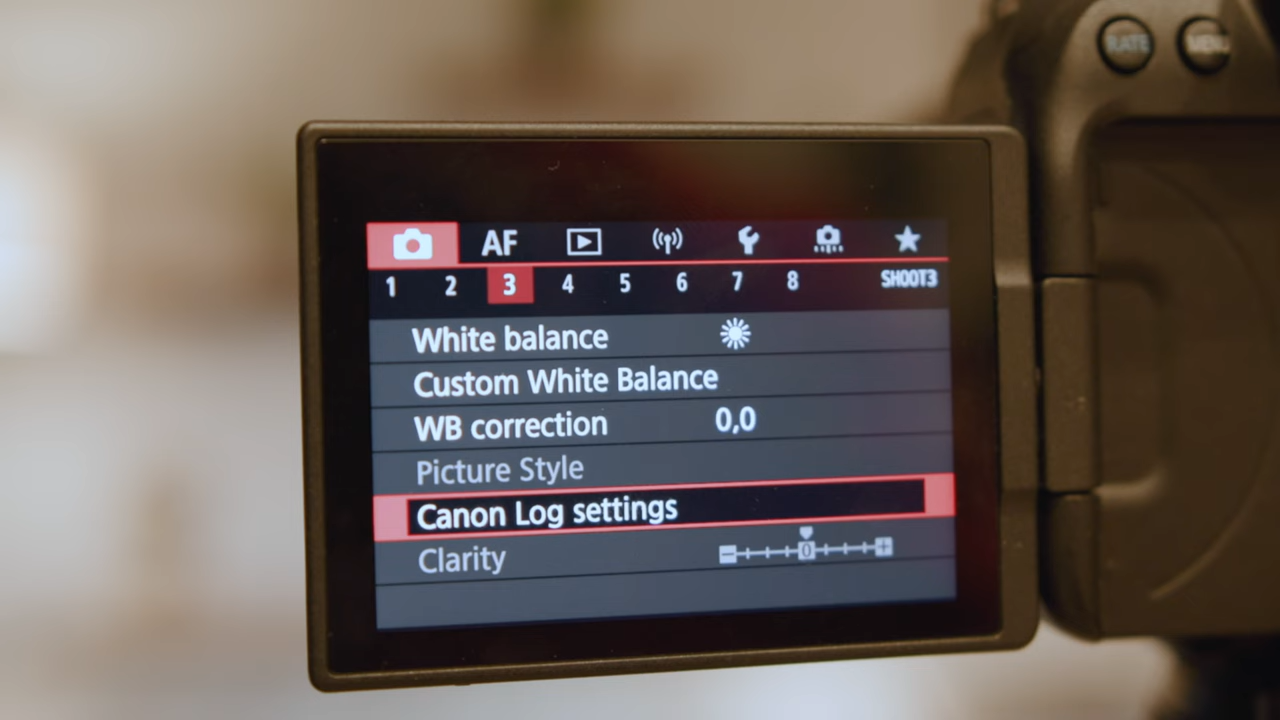 RATE MENU
AF
1 2 3 4 5 6 7 8 SHOOT3
White balance
Custom White Balance
WB correction 0,0
Picture Style
Canon Log settings
Clarity 0